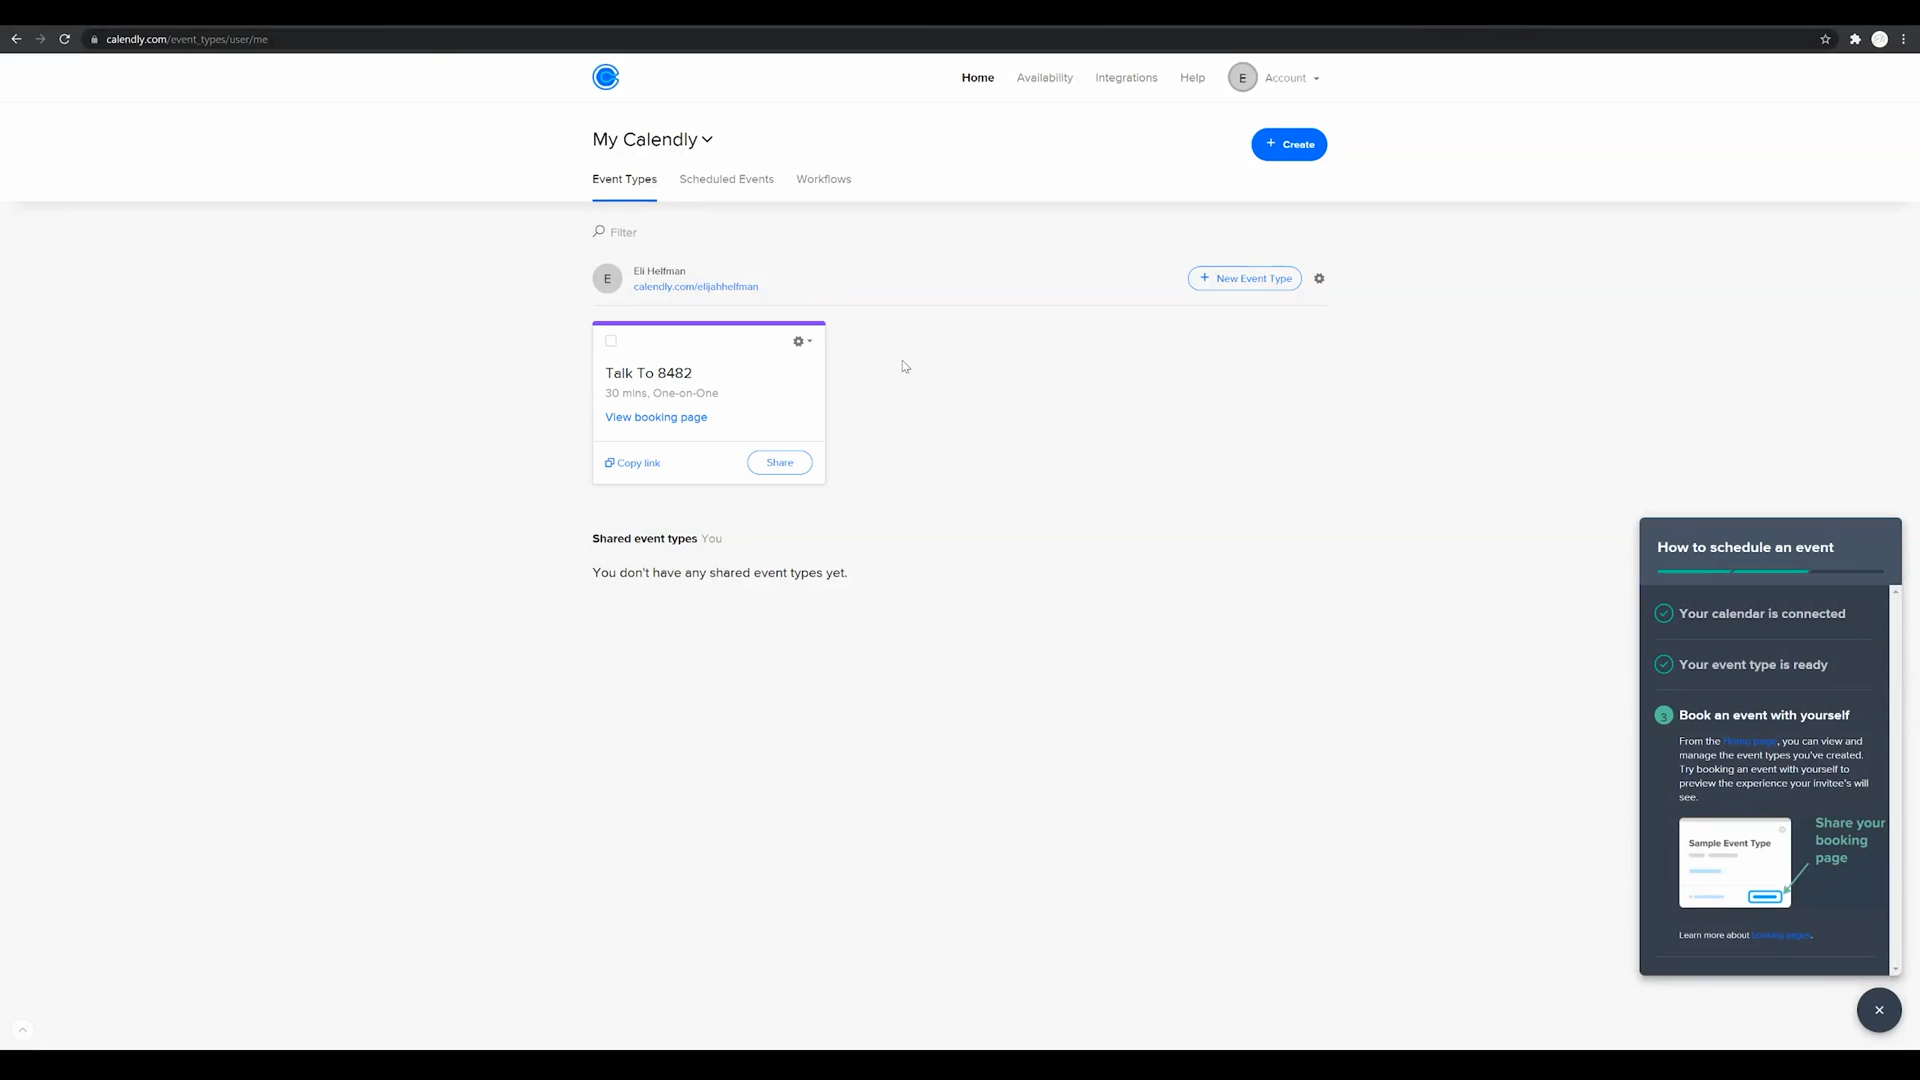 calendly.com/event_types/user/me
Home
Availability
Integrations
Help
E
Account
My Calendly
+ Create
Event Types
Scheduled Events
Workflows
Filter
E
Eli Helfman
calendly.com/elijahhelfman
+ New Event Type
Talk To 8482
30 mins, One-on-One
View booking page
Copy link
Share
Shared event types You
You don't have any shared event types yet.
How to schedule an event
Your calendar is connected
Your event type is ready
3 Book an event with yourself
From the Home page, you can view and
manage the event types you've created.
Try booking an event with yourself to
preview the experience your invitee's will
see.
Sample Event Type
Share your
booking
page
Learn more about booking pages.